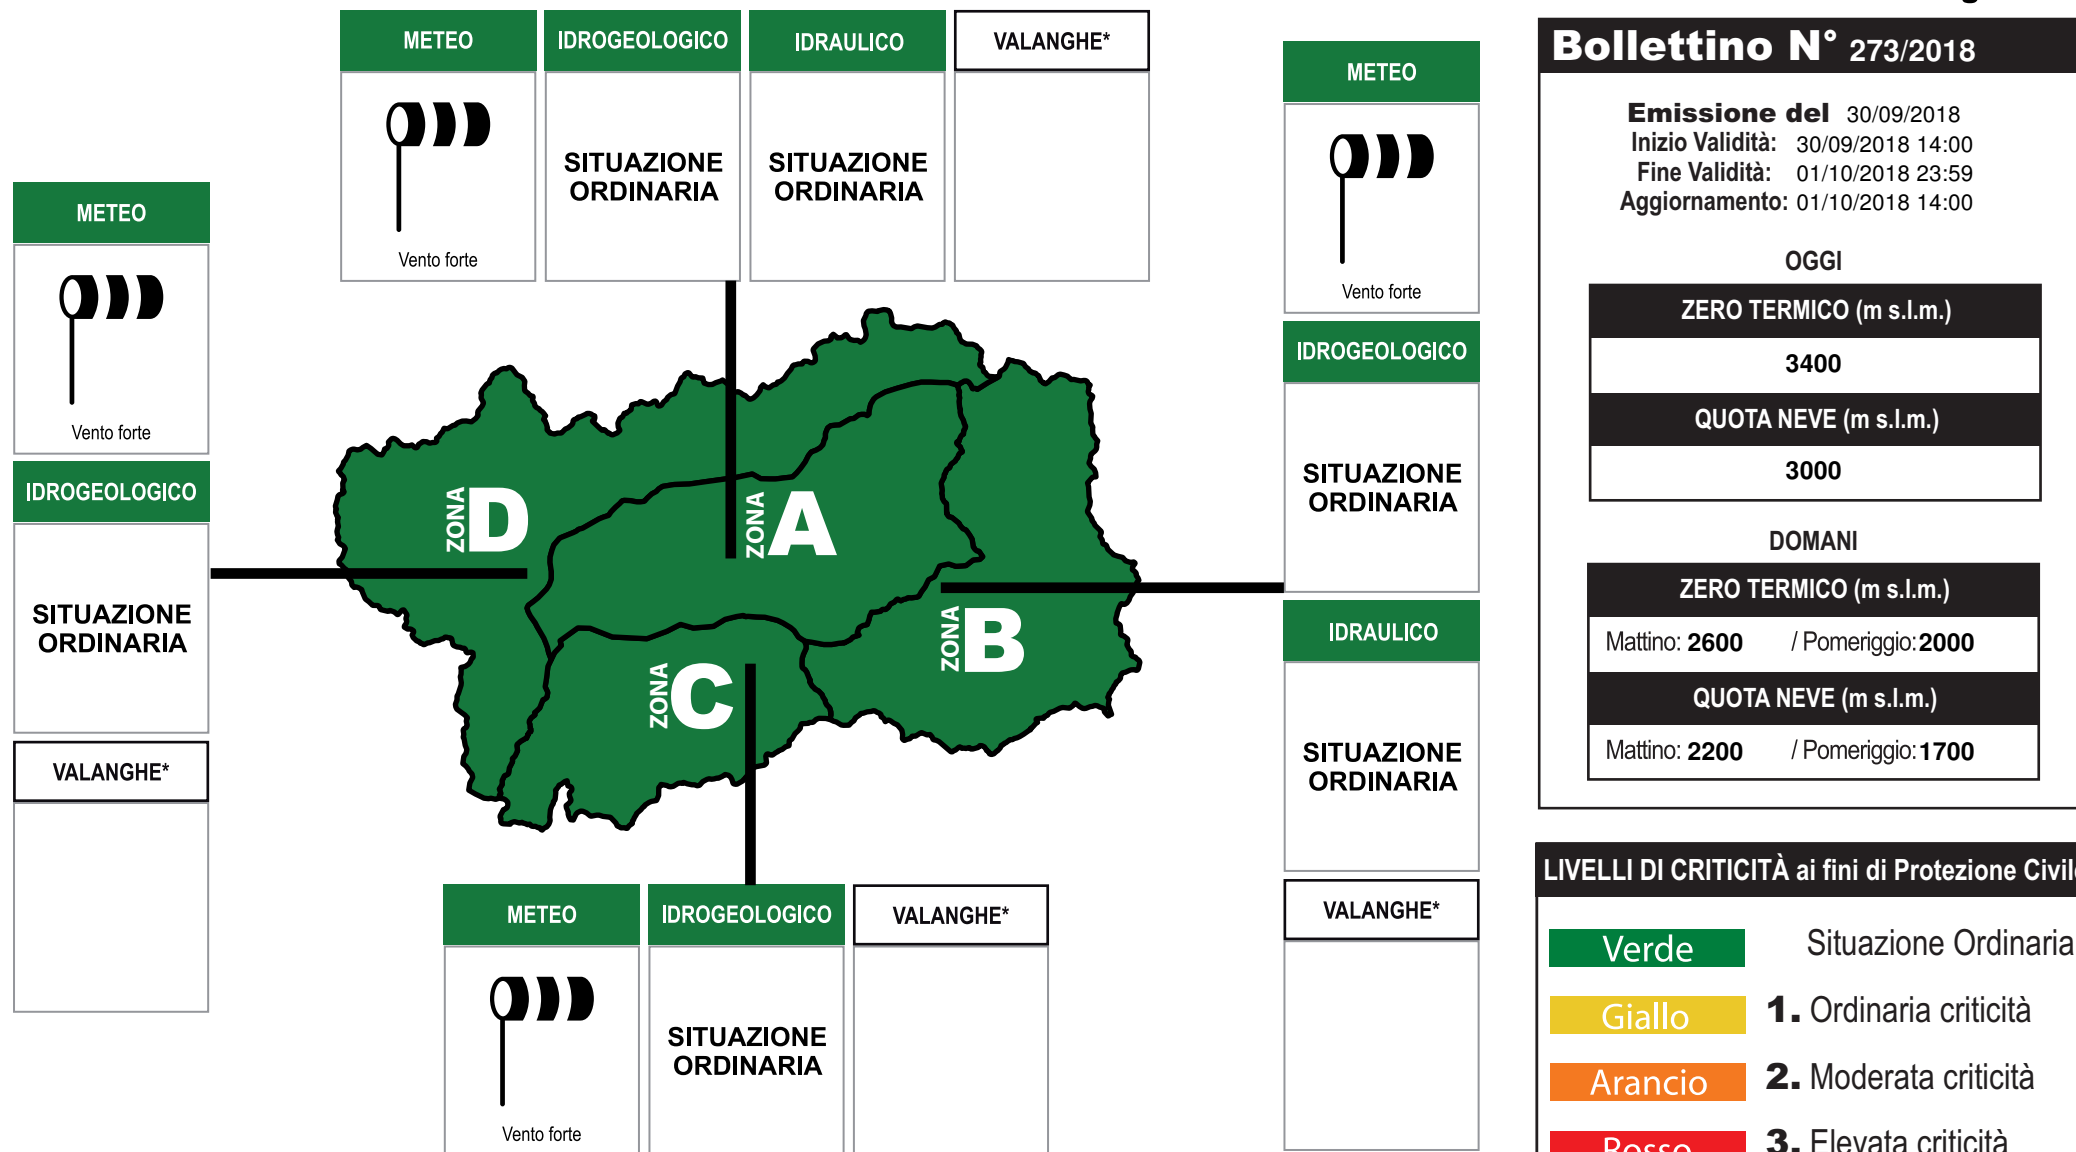 METEO
IDROGEOLOGICO
IDRAULICO
VALANGHE*
Vento forte
SITUAZIONE
ORDINARIA
SITUAZIONE
ORDINARIA
METEO
Vento forte
IDROGEOLOGICO
SITUAZIONE
ORDINARIA
VALANGHE*
ZONA D
ZONA A
ZONA B
ZONA C
METEO
Vento forte
IDROGEOLOGICO
SITUAZIONE
ORDINARIA
IDRAULICO
SITUAZIONE
ORDINARIA
VALANGHE*
METEO
IDROGEOLOGICO
VALANGHE*
Vento forte
SITUAZIONE
ORDINARIA
Bollettino N° 273/2018
Emissione del 30/09/2018
Inizio Validità: 30/09/2018 14:00
Fine Validità: 01/10/2018 23:59
Aggiornamento: 01/10/2018 14:00
OGGI
ZERO TERMICO (m s.l.m.)
3400
QUOTA NEVE (m s.l.m.)
3000
DOMANI
ZERO TERMICO (m s.l.m.)
Mattino: 2600 / Pomeriggio: 2000
QUOTA NEVE (m s.l.m.)
Mattino: 2200 / Pomeriggio: 1700
LIVELLI DI CRITICITÀ ai fini di Protezione Civile
Verde Situazione Ordinaria
Giallo 1. Ordinaria criticità
Arancio 2. Moderata criticità
Rosso 3. Elevata criticità